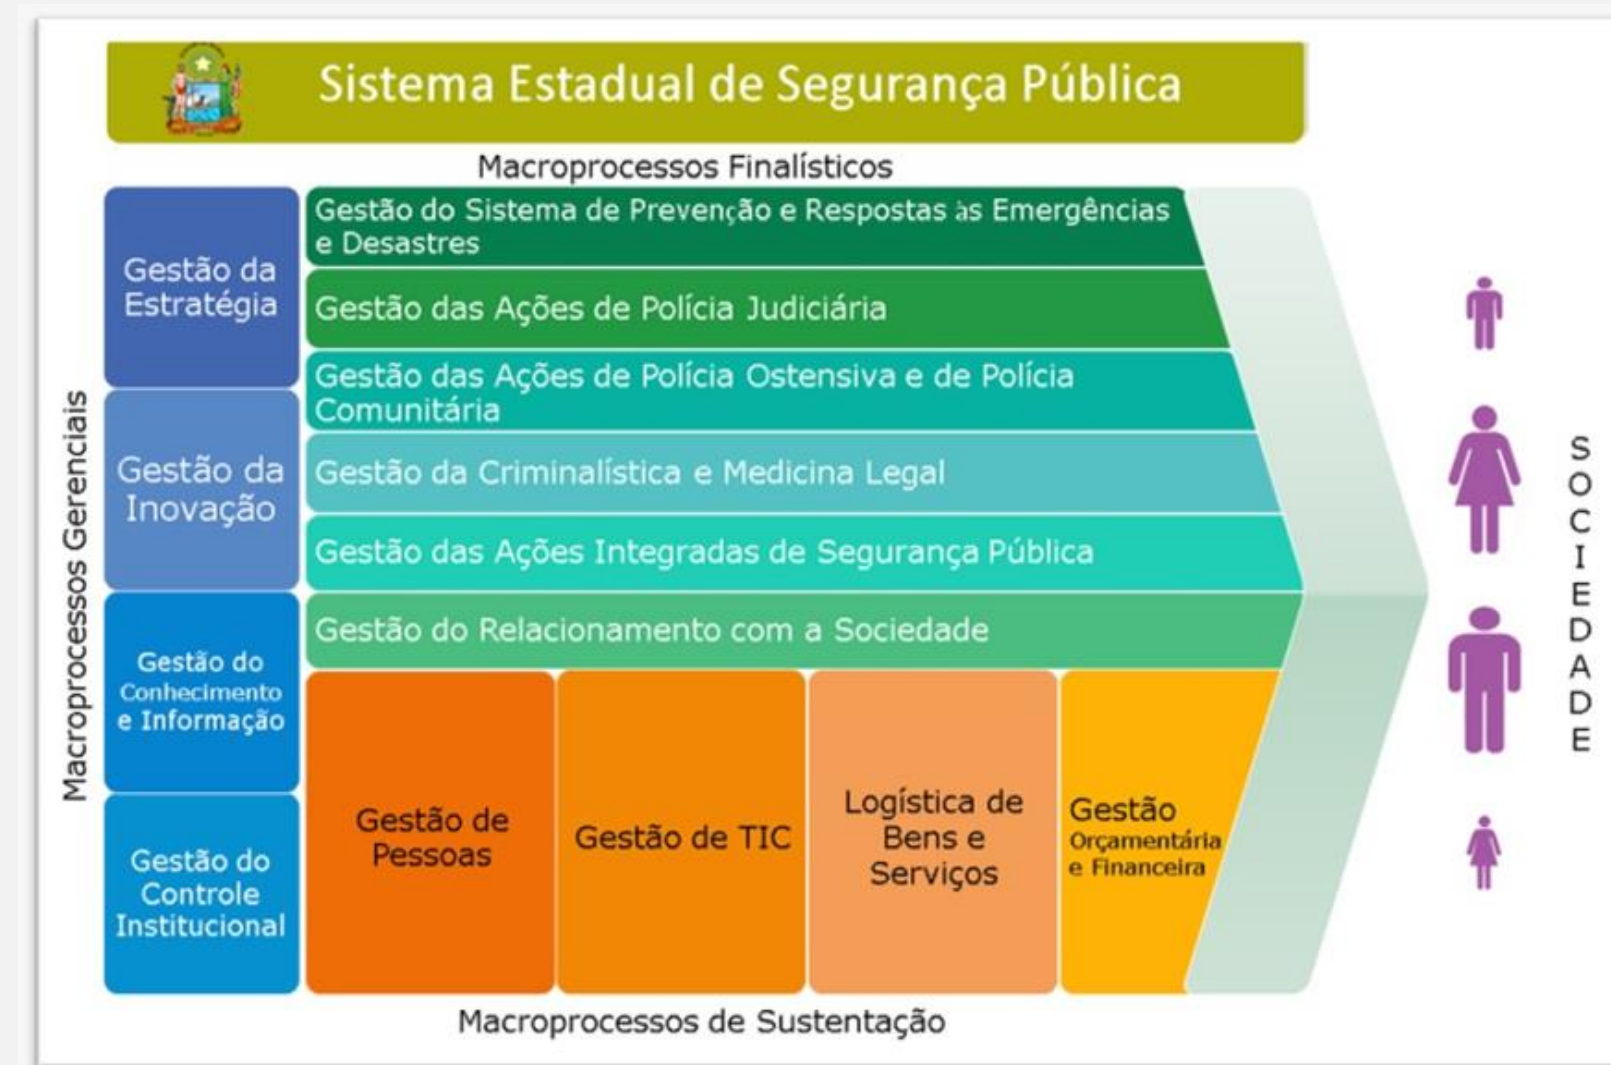 Sistema Estadual de Segurança Pública
Macroprocessos Finalísticos
Macroprocessos Gerenciais
Gestão da
Estratégia
Gestão da
Inovação
Gestão do
Conhecimento
e Informação
Gestão do
Controle
Institucional
Gestão do Sistema de Prevenção e Respostas às Emergências
e Desastres
Gestão das Ações de Polícia Judiciária
Gestão das Ações de Polícia Ostensiva e de Polícia
Comunitária
Gestão da Criminalística e Medicina Legal
Gestão das Ações Integradas de Segurança Pública
Gestão do Relacionamento com a Sociedade
Gestão de
Pessoas
Gestão de TIC
Logística de
Bens e
Serviços
Gestão
Orçamentária
e Financeira
Macroprocessos de Sustentação
SOCIEDADE